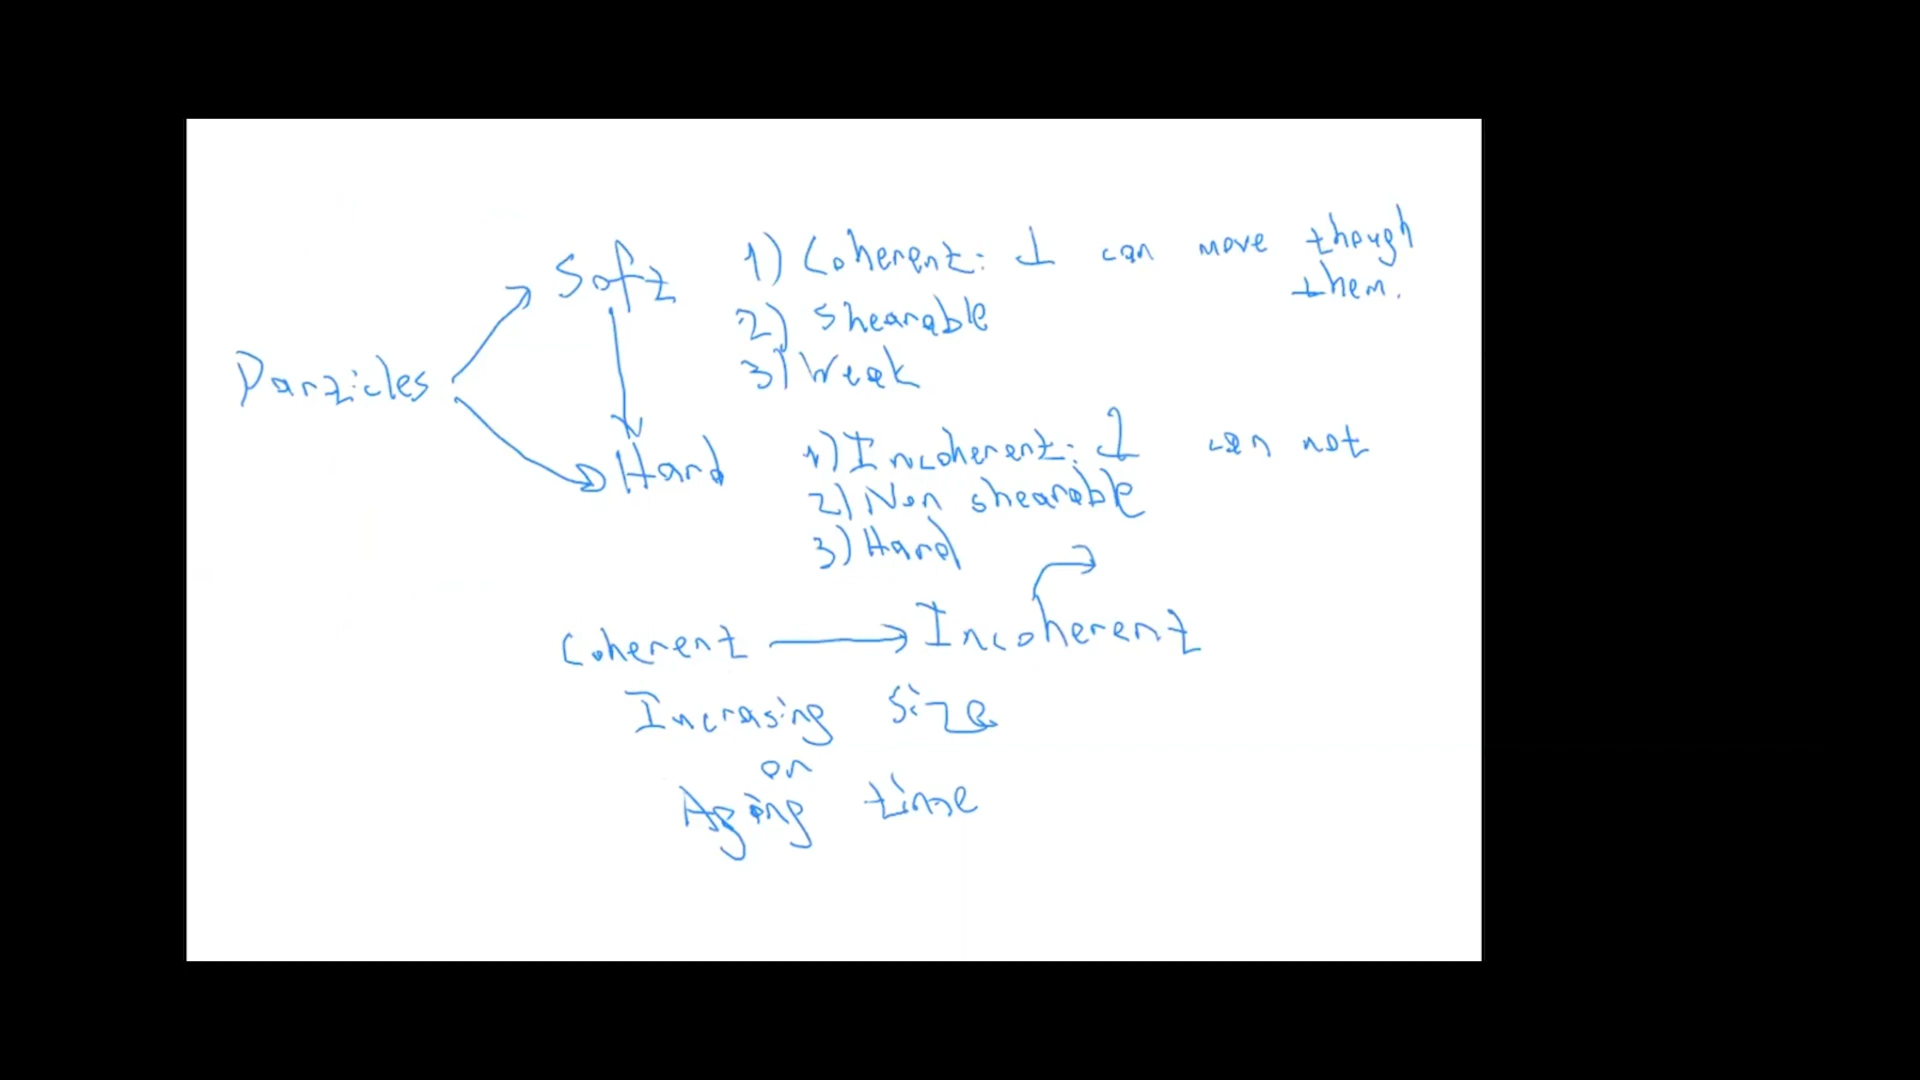 Particles
Soft
1) Coherent: ⊥ can move though
them.
2) Shearable
3) Weak
Hard
1) Incoherent: ⊥ can not
2) Non shearable
3) Hard
Coherent → Incoherent
Incrasing Size
or
Aging time